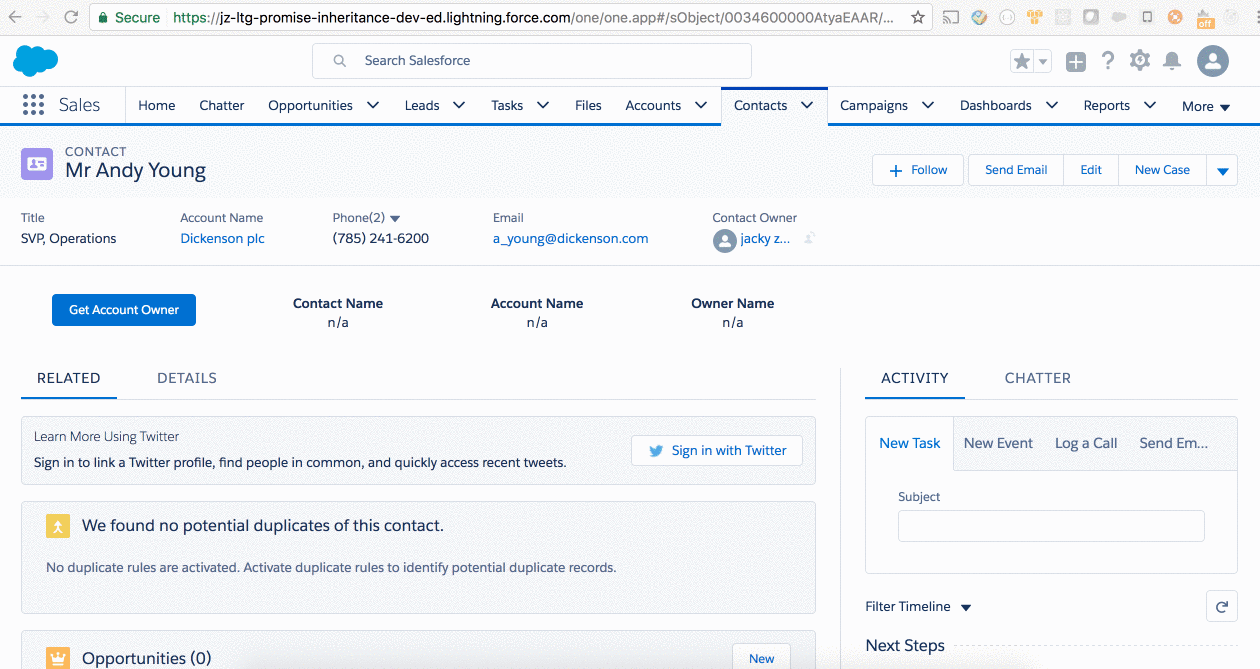 Secure https://jz-ltg-promise-inheritance-dev-ed.lightning.force.com/one/one.app#/sObject/0034600000AtyaEAAR/...
off
Search Salesforce
Sales Home Chatter Opportunities Leads Tasks Files Accounts Contacts Campaigns Dashboards Reports More
CONTACT
Mr Andy Young
Follow Send Email Edit New Case
Title Account Name Phone(2) Email Contact Owner
SVP, Operations Dickenson plc (785) 241-6200 a_young@dickenson.com jacky z...
Get Account Owner
Contact Name Account Name Owner Name
n/a n/a n/a
RELATED DETAILS
ACTIVITY CHATTER
Learn More Using Twitter
Sign in to link a Twitter profile, find people in common, and quickly access recent tweets.
Sign in with Twitter
New Task New Event Log a Call Send Em...
Subject
We found no potential duplicates of this contact.
No duplicate rules are activated. Activate duplicate rules to identify potential duplicate records.
Filter Timeline
Next Steps
Opportunities (0)
New